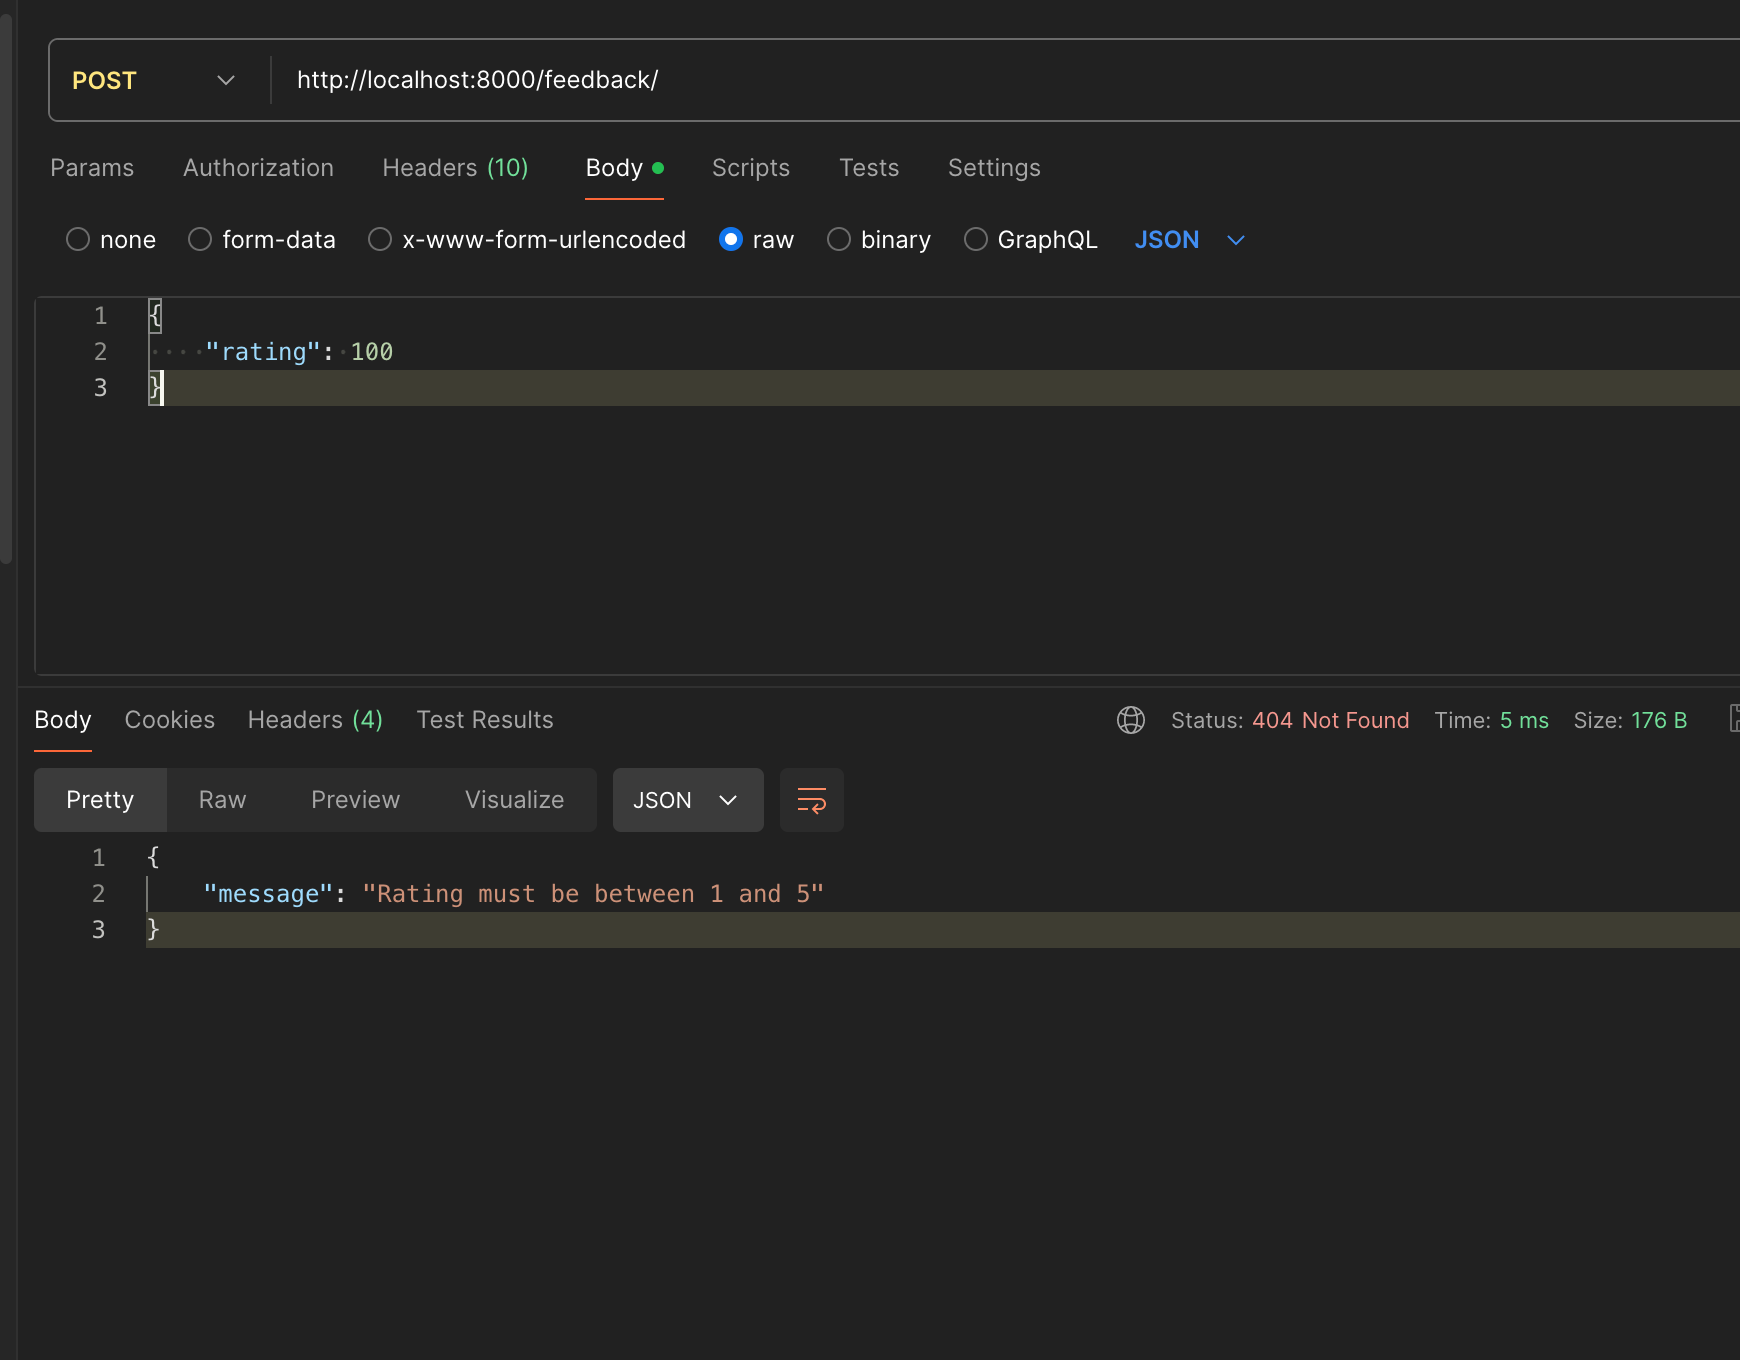 POST http://localhost:8000/feedback/
Params Authorization Headers (10) Body Scripts Tests Settings
none form-data x-www-form-urlencoded raw binary GraphQL JSON
1 {
2 "rating": 100
3 }
Body Cookies Headers (4) Test Results Status: 404 Not Found Time: 5 ms Size: 176 B
Pretty Raw Preview Visualize JSON
1 {
2 "message": "Rating must be between 1 and 5"
3 }